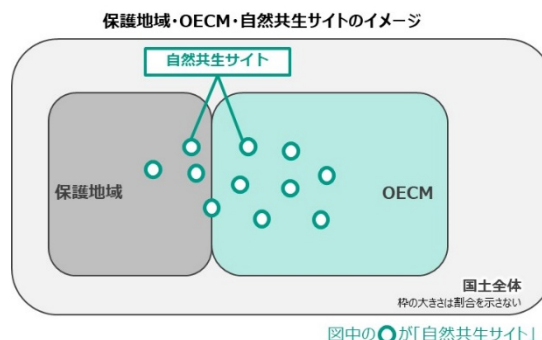 保護地域・OECM・自然共生サイトのイメージ
自然共生サイト
保護地域
OECM
国土全体
枠の大きさは割合を示さない
図中の○が「自然共生サイト」